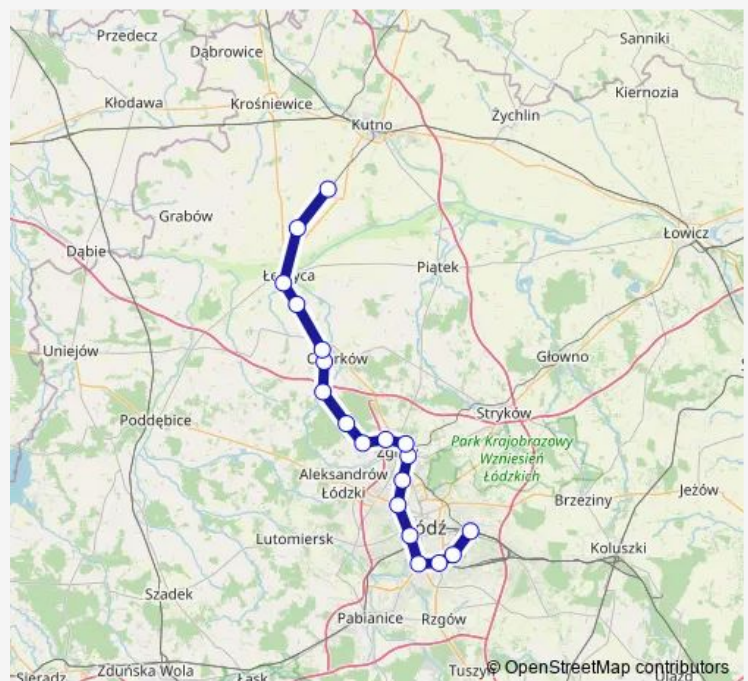 Przedecz
Dąbrowice
Sanniki
Kłodawa
Krośniewice
Kiernozia
Żychlin
Kutno
Grabów
Łowicz
Dąbie
Piątek
Uniejów
Głowno
Stryków
Poddębice
Park Krajobrazowy
Wzniesień
Łódzkich
Aleksandrów
Łódzki
Jeżów
Brzeziny
Lutomiersk
Koluszki
Szadek
Pabianice
Rzgów
Zduńska Wola
© OpenStreetMap contributors